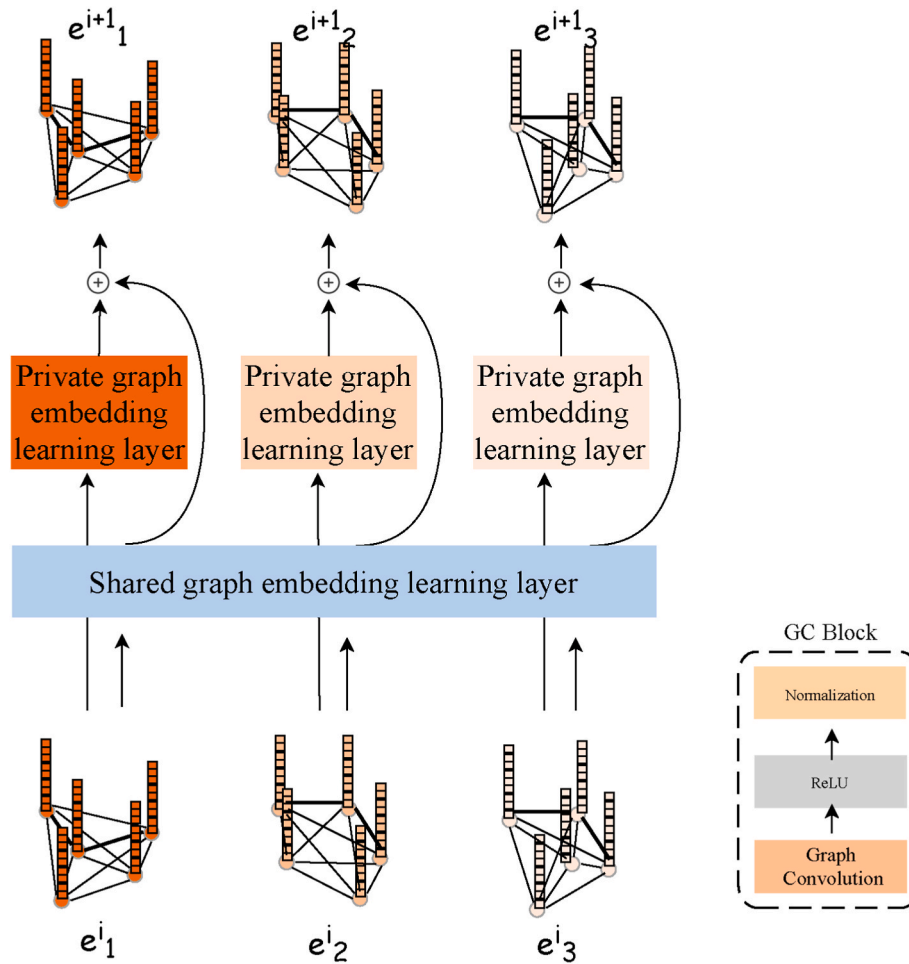 e^{i+1}_1
e^{i+1}_2
e^{i+1}_3
+
+
+
Private graph
embedding
learning layer
Private graph
embedding
learning layer
Private graph
embedding
learning layer
Shared graph embedding learning layer
GC Block
Normalization
ReLU
Graph
Convolution
e^i_1
e^i_2
e^i_3